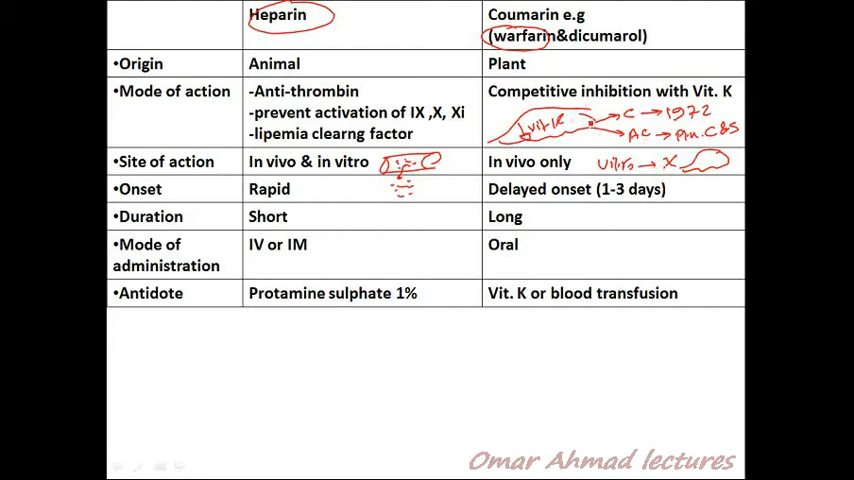 Heparin
Coumarin e.g
(warfarin&dicumarol)
•Origin
Animal
Plant
•Mode of action
-Anti-thrombin
-prevent activation of IX ,X, Xi
-lipemia clearng factor
Competitive inhibition with Vit. K
vit K
C → 1972
AC → Ptn. C & S
•Site of action
In vivo & in vitro
In vivo only
vitro → X
•Onset
Rapid
Delayed onset (1-3 days)
•Duration
Short
Long
•Mode of
administration
IV or IM
Oral
•Antidote
Protamine sulphate 1%
Vit. K or blood transfusion
Omar Ahmad lectures